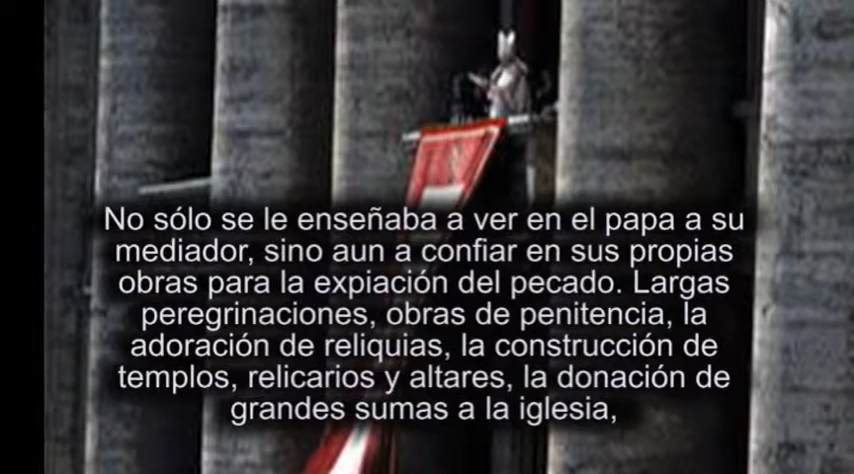 No sólo se le enseñaba a ver en el papa a su
mediador, sino aun a confiar en sus propias
obras para la expiación del pecado. Largas
peregrinaciones, obras de penitencia, la
adoración de reliquias, la construcción de
templos, relicarios y altares, la donación de
grandes sumas a la iglesia,